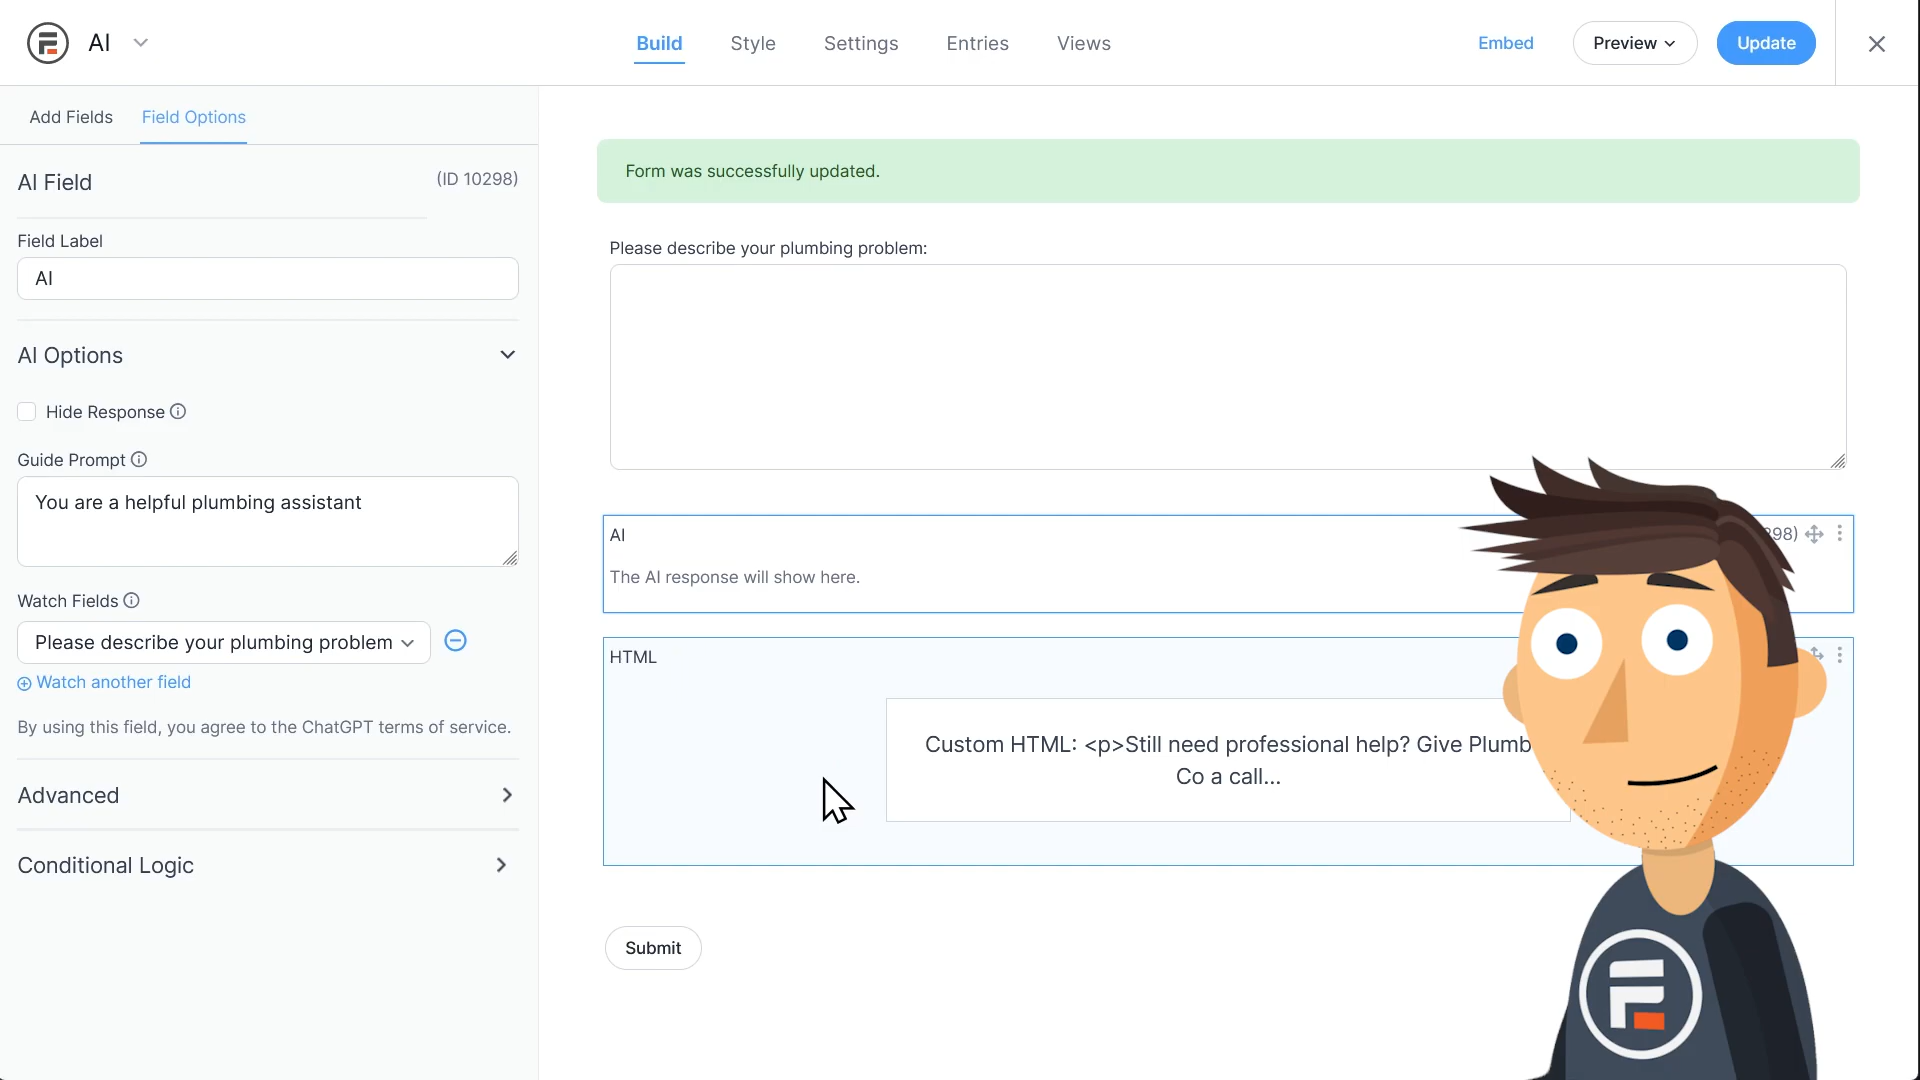 AI
Build
Style
Settings
Entries
Views
Embed
Preview
Update
Add Fields
Field Options
AI Field
(ID 10298)
Field Label
AI
AI Options
Hide Response
Guide Prompt
You are a helpful plumbing assistant
Watch Fields
Please describe your plumbing problem
Watch another field
By using this field, you agree to the ChatGPT terms of service.
Advanced
Conditional Logic
Form was successfully updated.
Please describe your plumbing problem:
AI
298)
The AI response will show here.
HTML
Custom HTML: <p>Still need professional help? Give Plumb
Co a call...
Submit